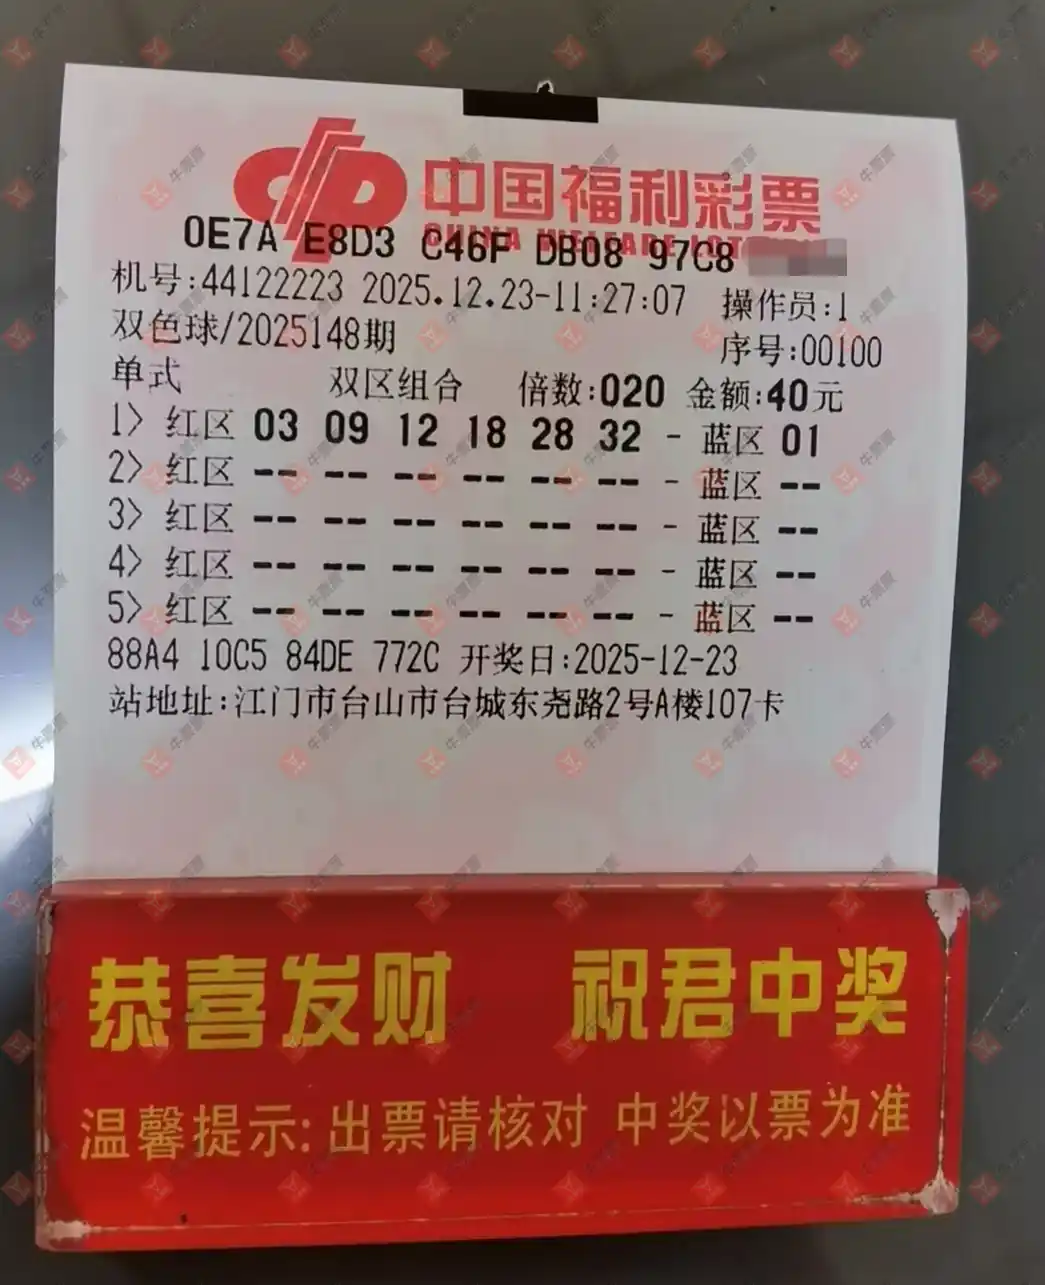 中国福利彩票
CHINA WELFARE LOT
0E7A E8D3 C46F DB08 97C8
机号:44122223 2025.12.23-11:27:07 操作员:1
双色球/2025148期 序号:00100
单式 双区组合 倍数:020 金额:40元
1> 红区 03 09 12 18 28 32 - 蓝区 01
2> 红区 -- -- -- -- -- -- - 蓝区 --
3> 红区 -- -- -- -- -- -- - 蓝区 --
4> 红区 -- -- -- -- -- -- - 蓝区 --
5> 红区 -- -- -- -- -- -- - 蓝区 --
88A4 10C5 84DE 772C 开奖日:2025-12-23
站地址:江门市台山市台城东尧路2号A楼107卡
恭喜发财 祝君中奖
温馨提示:出票请核对 中奖以票为准